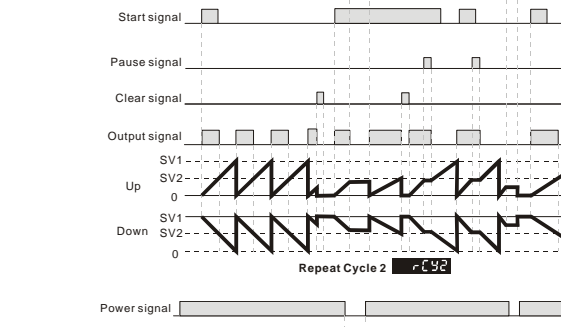 Start signal
Pause signal
Clear signal
Output signal
SV1
SV2
Up
0
SV1
Down SV2
0
Repeat Cycle 2 rCY2
Power signal